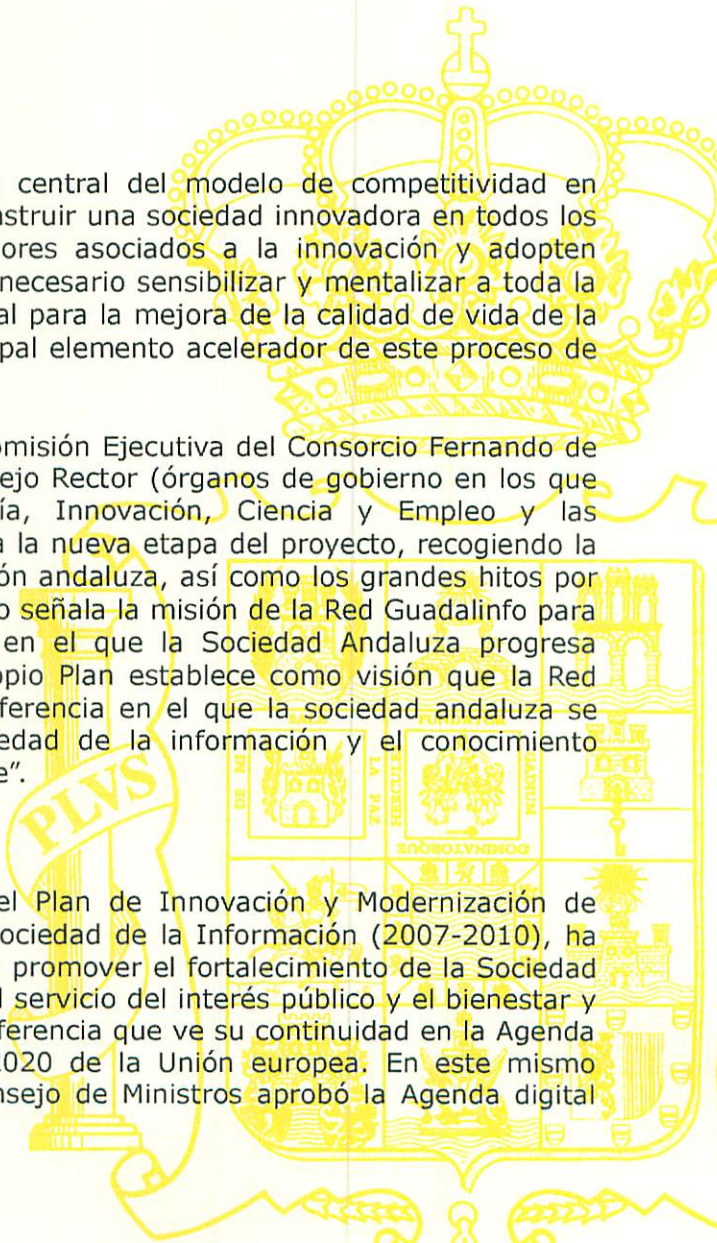 central del modelo de competitividad en
nstruir una sociedad innovadora en todos los
ores asociados a la innovación y adopten
necesario sensibilizar y mentalizar a toda la
al para la mejora de la calidad de vida de la
pal elemento acelerador de este proceso de
omisión Ejecutiva del Consorcio Fernando de
ejo Rector (órganos de gobierno en los que
ía, Innovación, Ciencia y Empleo y las
a la nueva etapa del proyecto, recogiendo la
ón andaluza, así como los grandes hitos por
o señala la misión de la Red Guadalinfo para
en el que la Sociedad Andaluza progresa
opio Plan establece como visión que la Red
ferencia en el que la sociedad andaluza se
edad de la información y el conocimiento
e”.
el Plan de Innovación y Modernización de
ociedad de la Información (2007-2010), ha
promover el fortalecimiento de la Sociedad
l servicio del interés público y el bienestar y
ferencia que ve su continuidad en la Agenda
2020 de la Unión europea. En este mismo
nsejo de Ministros aprobó la Agenda digital
PLVS
DE MI
LA PAZ
HERCULE
GADIUM
DOMINATORQUE